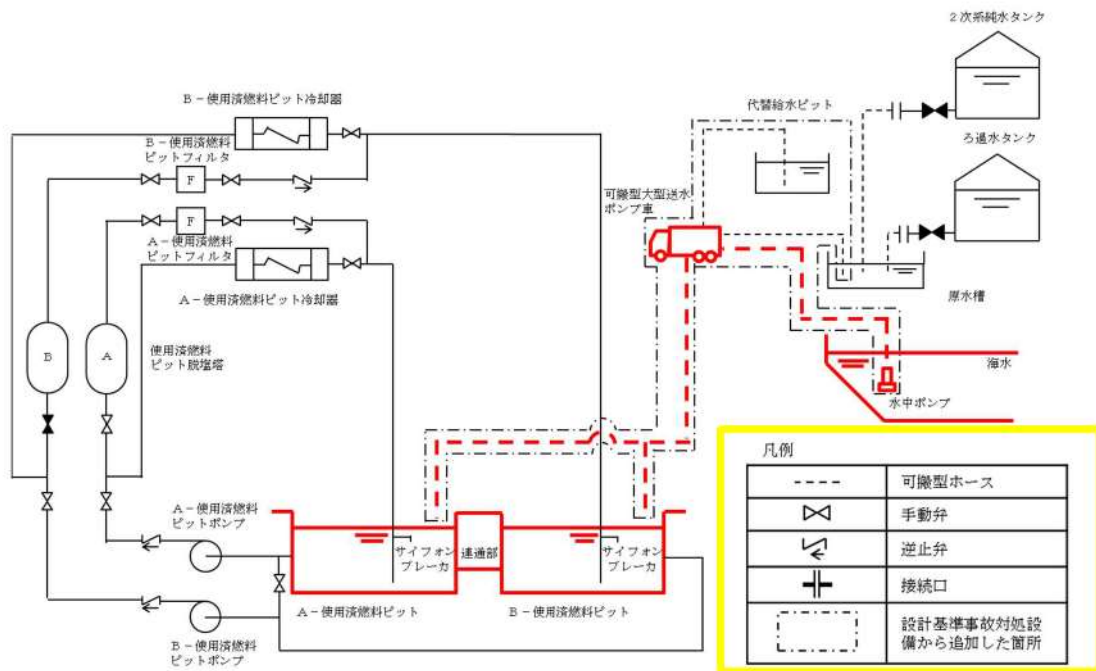 2次系純水タンク
B－使用済燃料ピット冷却器
代替給水ピット
B－使用済燃料
ピットフィルタ
F
ろ過水タンク
可搬型大型送水
ポンプ車
F
A－使用済燃料
ピットフィルタ
A－使用済燃料ピット冷却器
原水槽
B
A
使用済燃料
ピット脱塩塔
海水
水中ポンプ
A－使用済燃料
ピットポンプ
サイフォン
ブレーカ
連通部
サイフォン
ブレーカ
A－使用済燃料ピット
B－使用済燃料ピット
B－使用済燃料
ピットポンプ
凡例
可搬型ホース
手動弁
逆止弁
接続口
設計基準事故対処設
備から追加した箇所